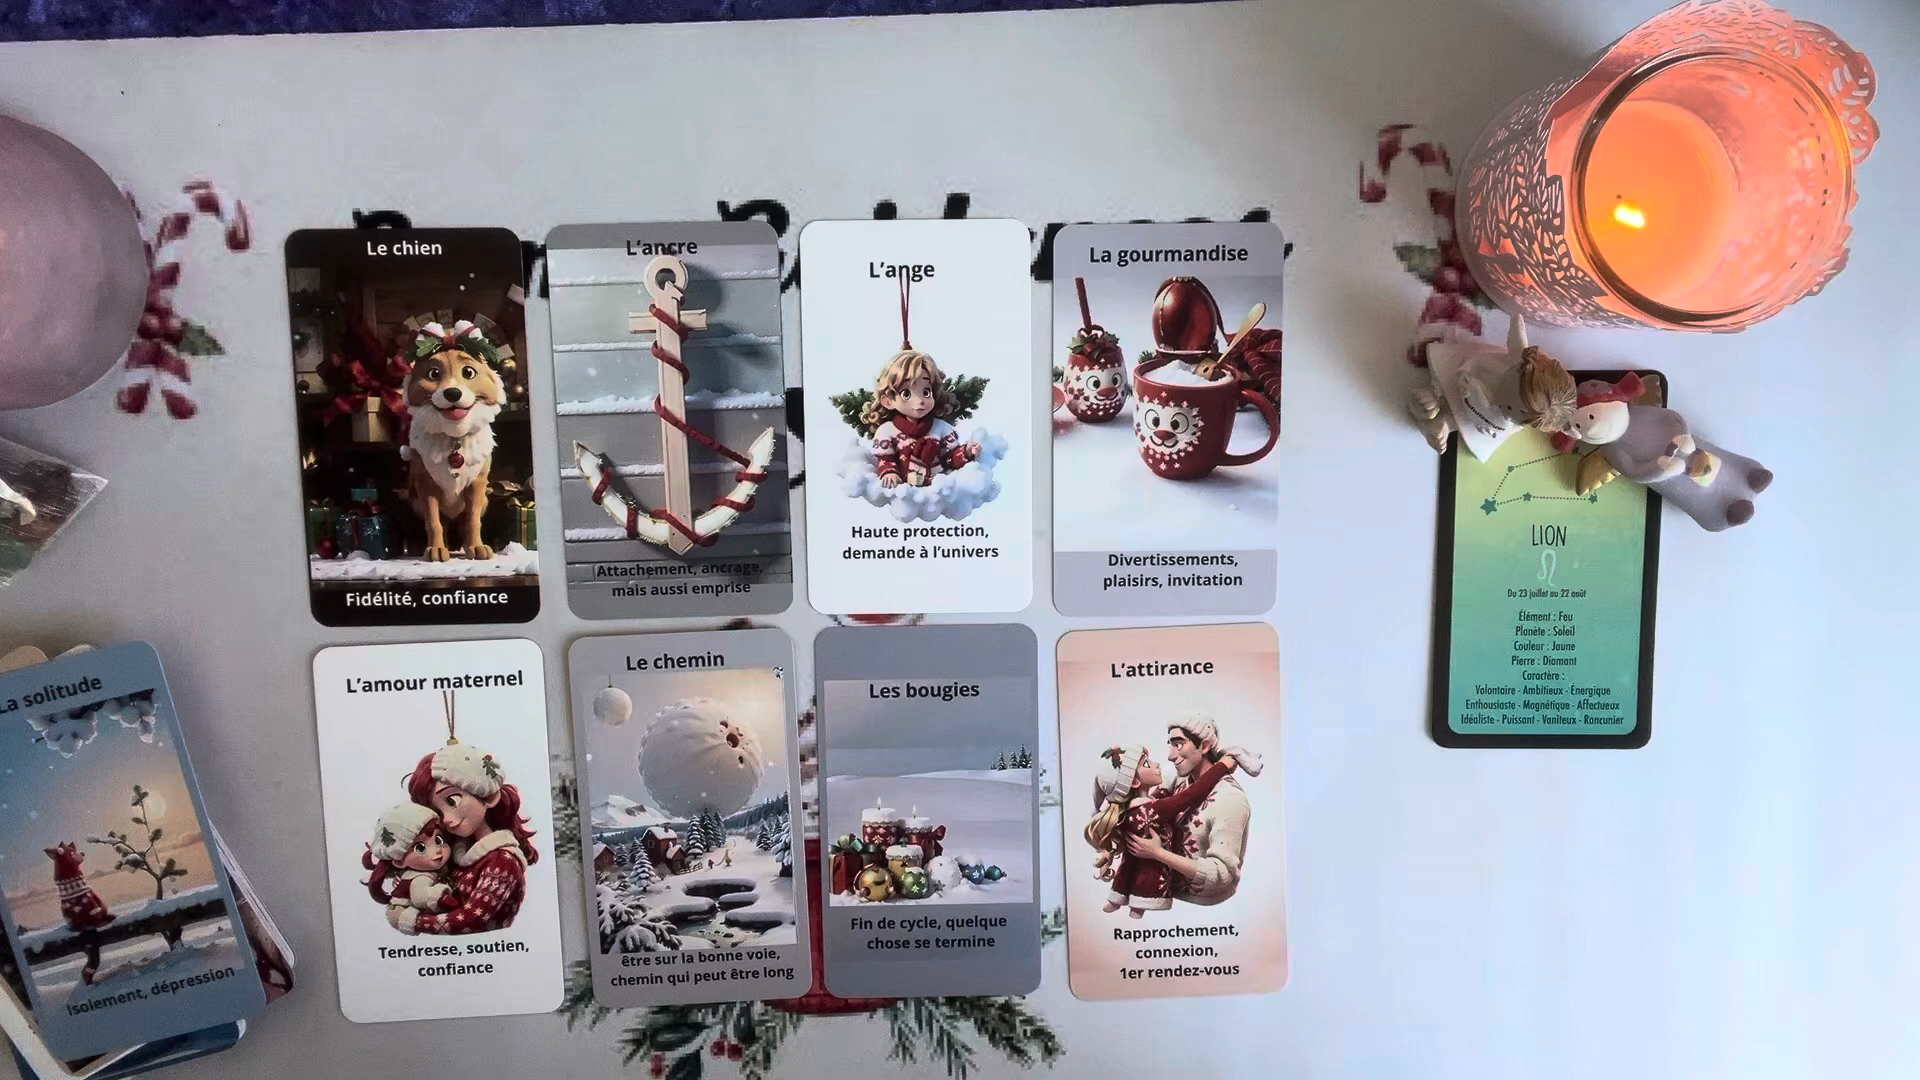 Le chien
Fidélité, confiance
L'ancre
Attachement, ancrage,
mais aussi emprise
L'ange
Haute protection,
demande à l'univers
La gourmandise
Divertissements,
plaisirs, invitation
L'amour maternel
Tendresse, soutien,
confiance
Le chemin
être sur la bonne voie,
chemin qui peut être long
Les bougies
Fin de cycle, quelque
chose se termine
L'attirance
Rapprochement,
connexion,
1er rendez-vous
La solitude
Isolement, dépression
LION
Du 23 juillet au 22 août
Élément : Feu
Planète : Soleil
Couleur : Jaune
Pierre : Diamant
Caractère :
Volontaire - Ambitieux - Énergique
Enthousiaste - Magnétique - Affectueux
Idéaliste - Puissant - Vaniteux - Rancunier